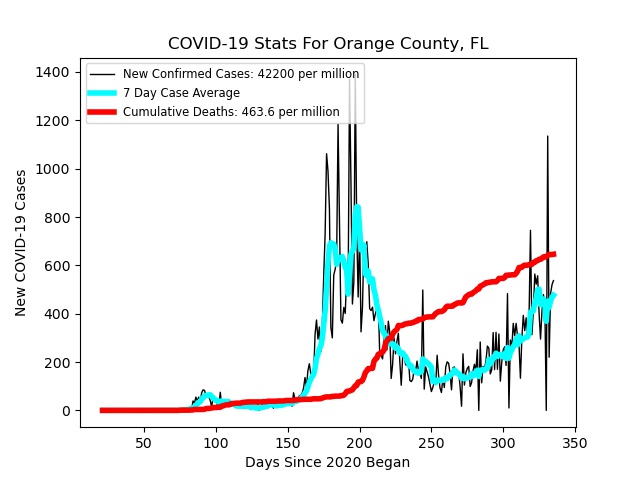 COVID-19 Stats For Orange County, FL
New Confirmed Cases: 42200 per million
7 Day Case Average
Cumulative Deaths: 463.6 per million
New COVID-19 Cases
1400
1200
1000
800
600
400
200
0
50
100
150
200
250
300
350
Days Since 2020 Began